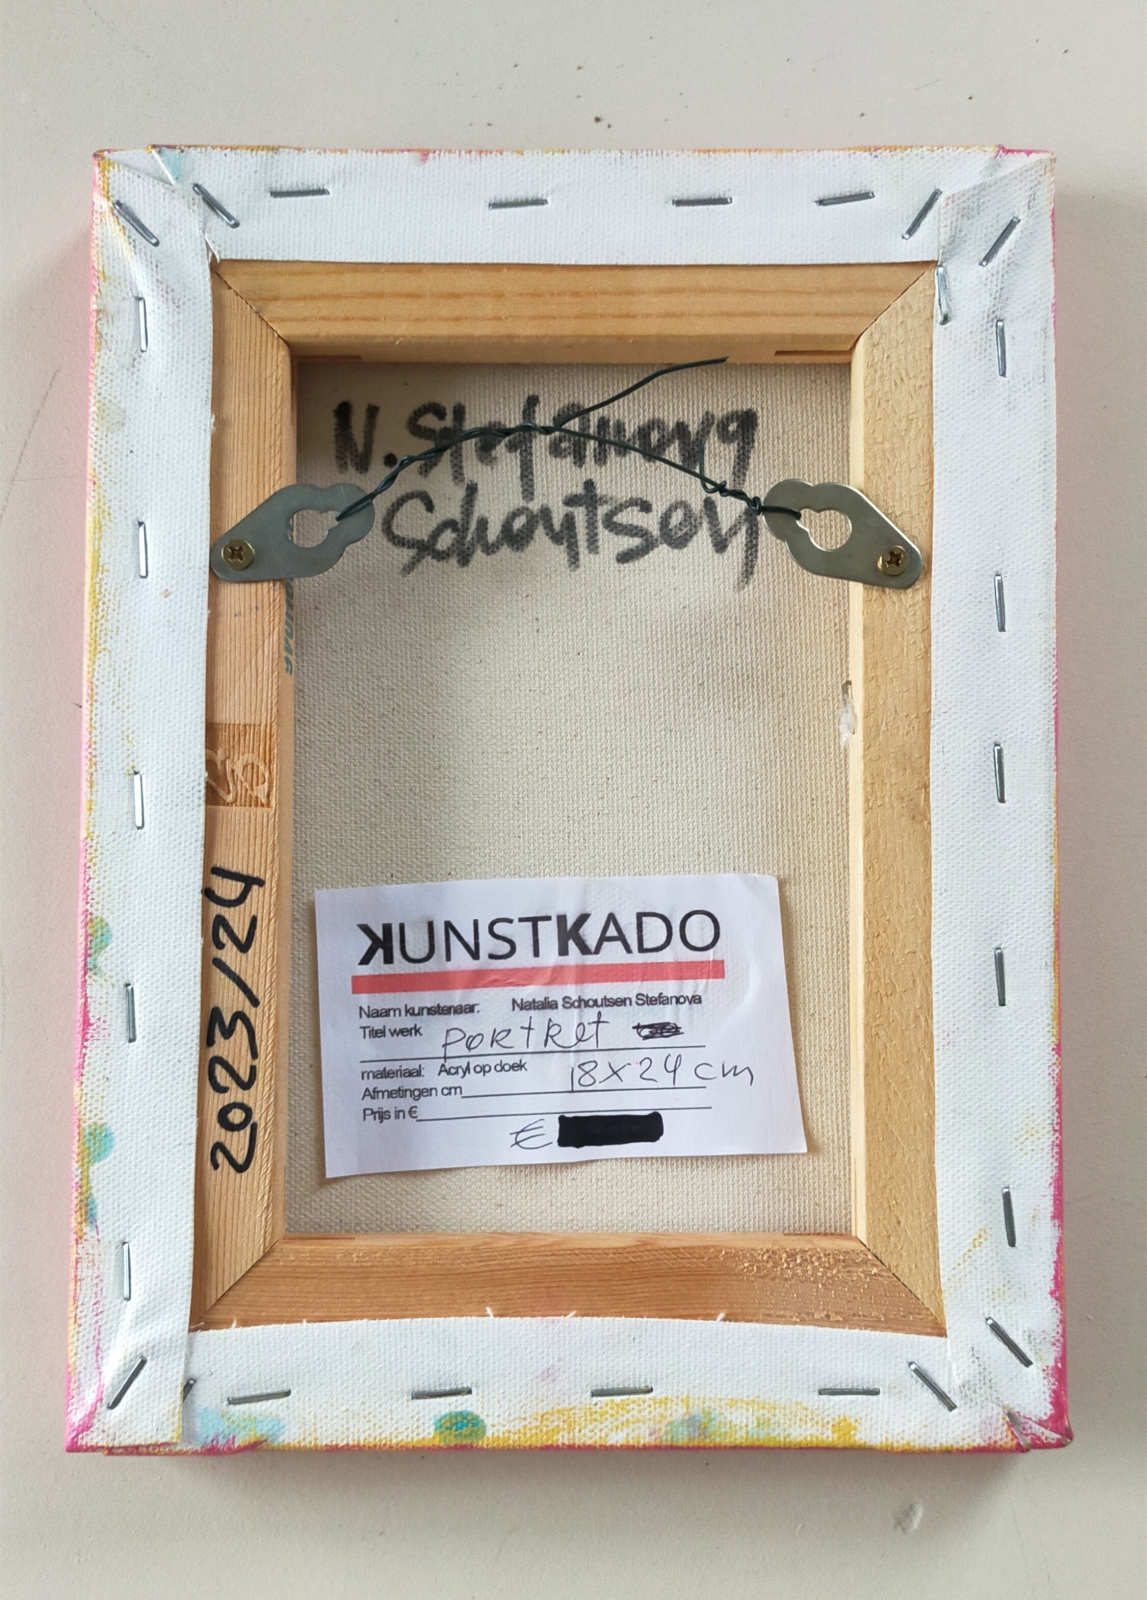 N. Stefanova
Schoutsen
2023/24
KUNSTKADO
Naam kunstenaar: Natalia Schoutsen Stefanova
Titel werk portret
materiaal: Acryl op doek
Afmetingen cm 18x24 cm
Prijs in €
€